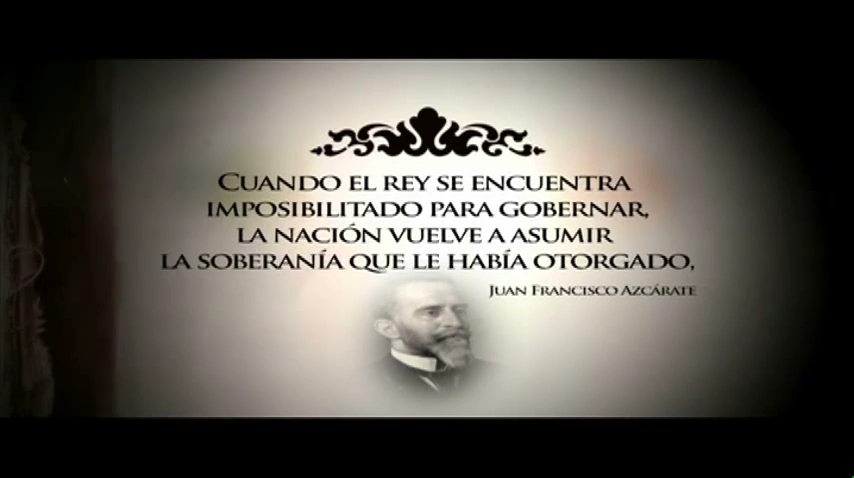 CUANDO EL REY SE ENCUENTRA
IMPOSIBILITADO PARA GOBERNAR,
LA NACIÓN VUELVE A ASUMIR
LA SOBERANÍA QUE LE HABÍA OTORGADO,
JUAN FRANCISCO AZCÁRATE